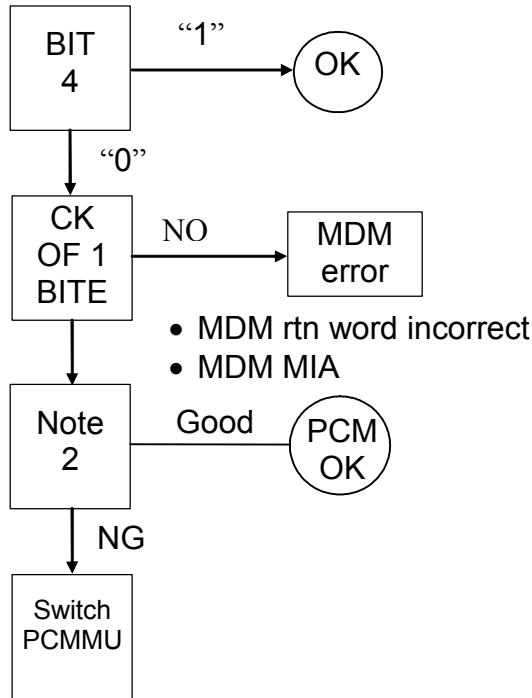 BIT
4
“1”
OK
“0”
CK
OF 1
BITE
NO
MDM
error
• MDM rtn word incorrect
• MDM MIA
Note
2
Good
PCM
OK
NG
Switch
PCMMU